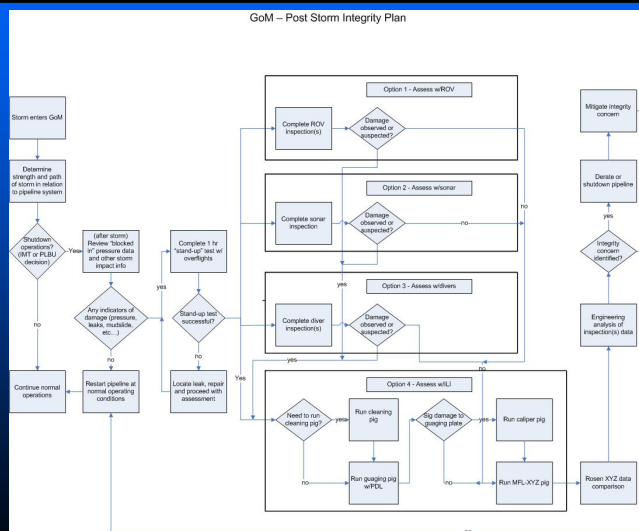 GoM – Post Storm Integrity Plan
Storm enters GoM
Determine
strength and path
of storm in relation
to pipeline system
Shutdown
operations?
(IMT or PLBU
decision)
Yes
no
Continue normal
operations
(after storm)
Review "blocked
in" pressure data
and other storm
impact info
Any indicators of
damage (pressure,
leaks, mutslide,
etc…)
yes
no
Restart pipeline at
normal operating
conditions
Complete 1 hr
"stand-up" test w/
overflights
Stand-up test
successful?
no
Yes
Locate leak, repair
and proceed with
assessment
Option 1 - Assess w/ROV
Complete ROV
inspection(s)
Damage
observed or
suspected?
Option 2 - Assess w/sonar
Complete sonar
inspection
Damage
observed or
suspected?
no
no
yes
Option 3 - Assess w/divers
Complete diver
inspection(s)
Damage
observed or
suspected?
yes
no
Option 4 - Assess w/ILI
Need to run
cleaning pig?
yes
Run cleaning
pig
no
Run guaging pig
w/PDL
Sig damage to
guaging plate
yes
Run caliper pig
no
Run MFL-XYZ pig
Rosen XYZ data
comparison
Engineering
analysis of
inspection(s) data
Integrity
concern
identified?
yes
Derate or
shutdown pipeline
Mitigate integrity
concern